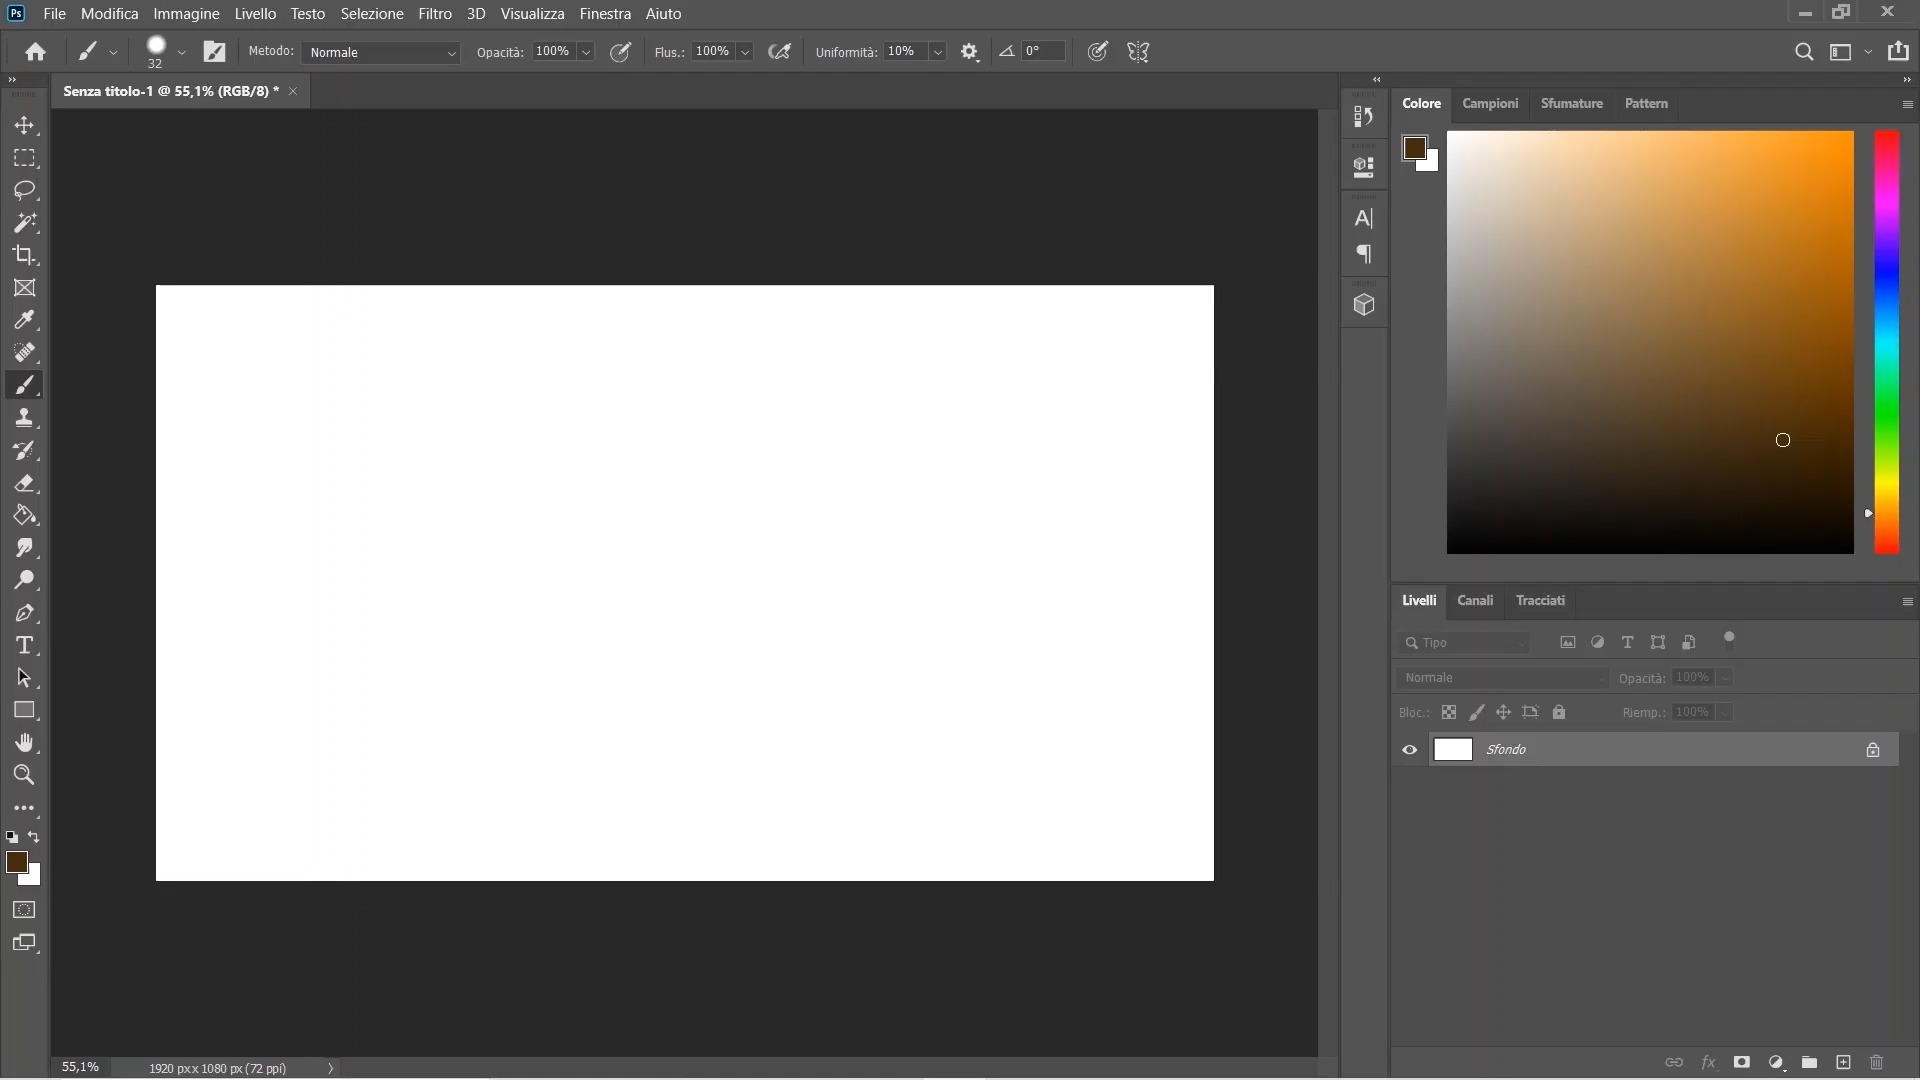 Ps File Modifica Immagine Livello Testo Selezione Filtro 3D Visualizza Finestra Aiuto
32 Metodo: Normale Opacità: 100% Flus.: 100% Uniformità: 10% 0°
Senza titolo-1 @ 55,1% (RGB/8) *
Colore Campioni Sfumature Pattern
Livelli Canali Tracciati
Tipo
Normale Opacità: 100%
Bloc.: Riemp.: 100%
Sfondo
fx
55,1% 1920 px x 1080 px (72 ppi)